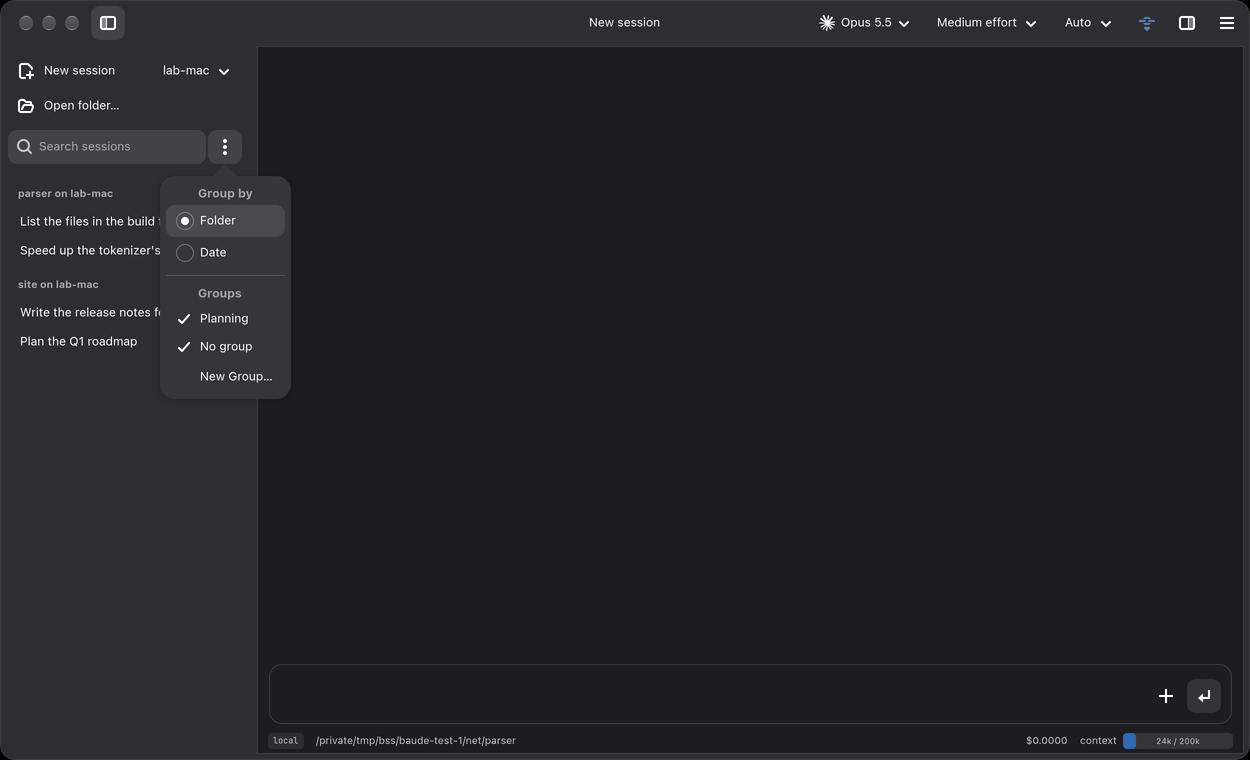 New session
Opus 5.5
Medium effort
Auto
New session
lab-mac
Open folder...
Search sessions
parser on lab-mac
List the files in the build
Speed up the tokenizer's
site on lab-mac
Write the release notes
Plan the Q1 roadmap
Group by
Folder
Date
Groups
Planning
No group
New Group...
local
/private/tmp/bss/baude-test-1/net/parser
$0.0000
context
24k / 200k